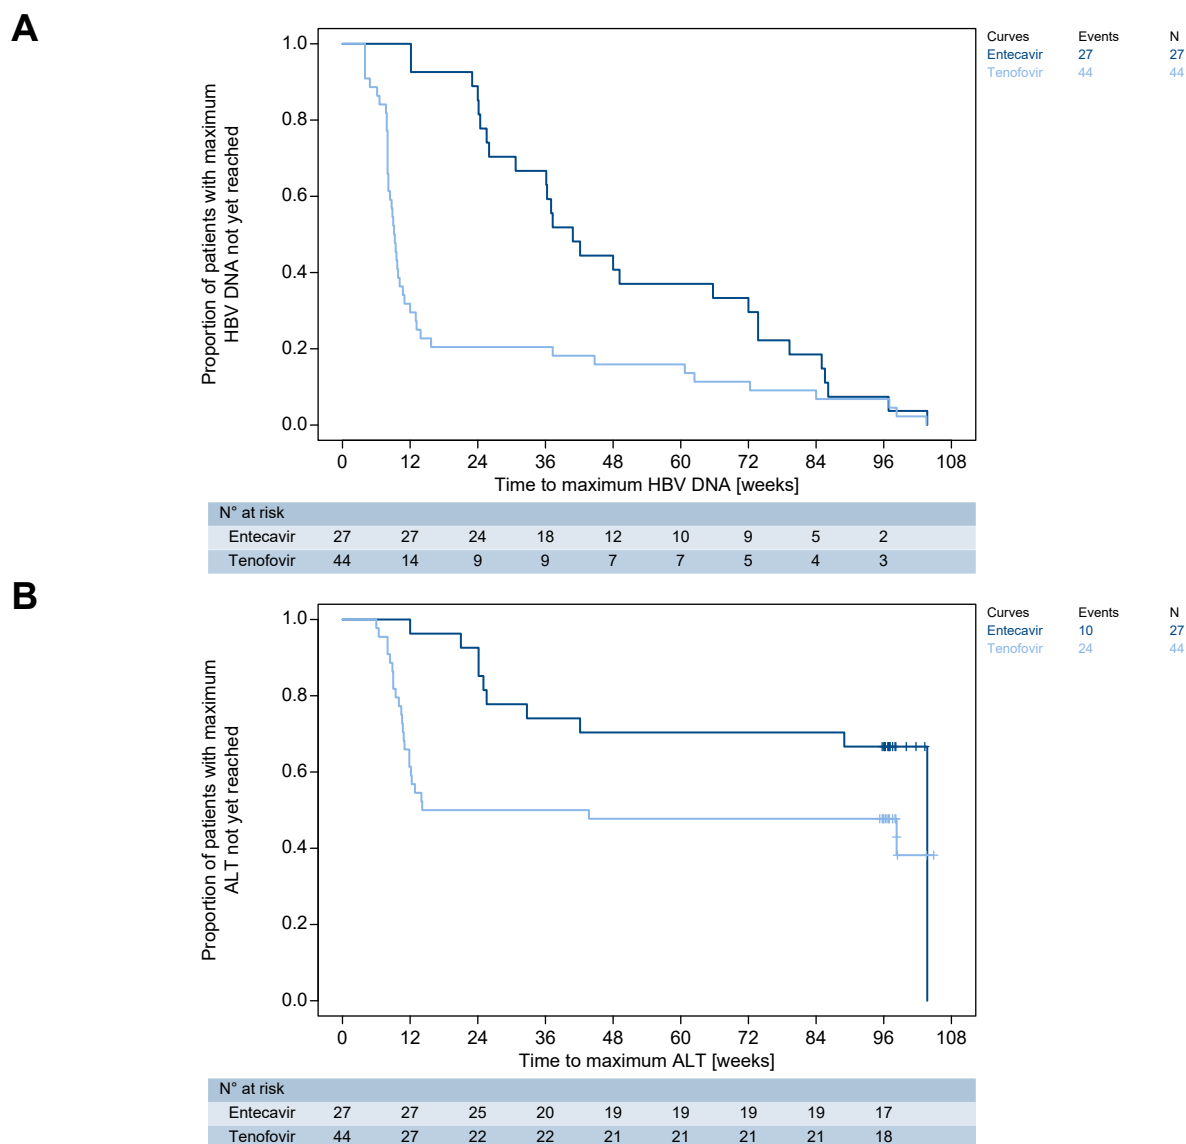 A
Proportion of patients with maximum
HBV DNA not yet reached
1.0
0.8
0.6
0.4
0.2
0.0
0 12 24 36 48 60 72 84 96 108
Time to maximum HBV DNA [weeks]
Curves Events N
Entecavir 27 27
Tenofovir 44 44
N° at risk
Entecavir 27 27 24 18 12 10 9 5 2
Tenofovir 44 14 9 9 7 7 5 4 3
B
Proportion of patients with maximum
ALT not yet reached
1.0
0.8
0.6
0.4
0.2
0.0
0 12 24 36 48 60 72 84 96 108
Time to maximum ALT [weeks]
Curves Events N
Entecavir 10 27
Tenofovir 24 44
N° at risk
Entecavir 27 27 25 20 19 19 19 19 17
Tenofovir 44 27 22 22 21 21 21 21 18